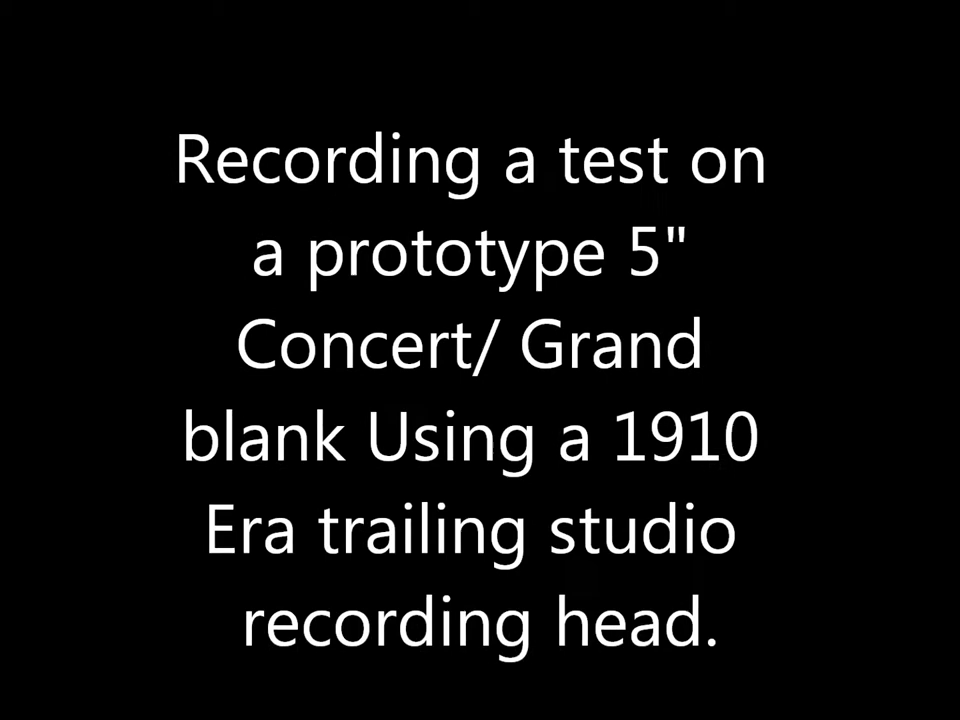 Recording a test on
a prototype 5"
Concert/ Grand
blank Using a 1910
Era trailing studio
recording head.